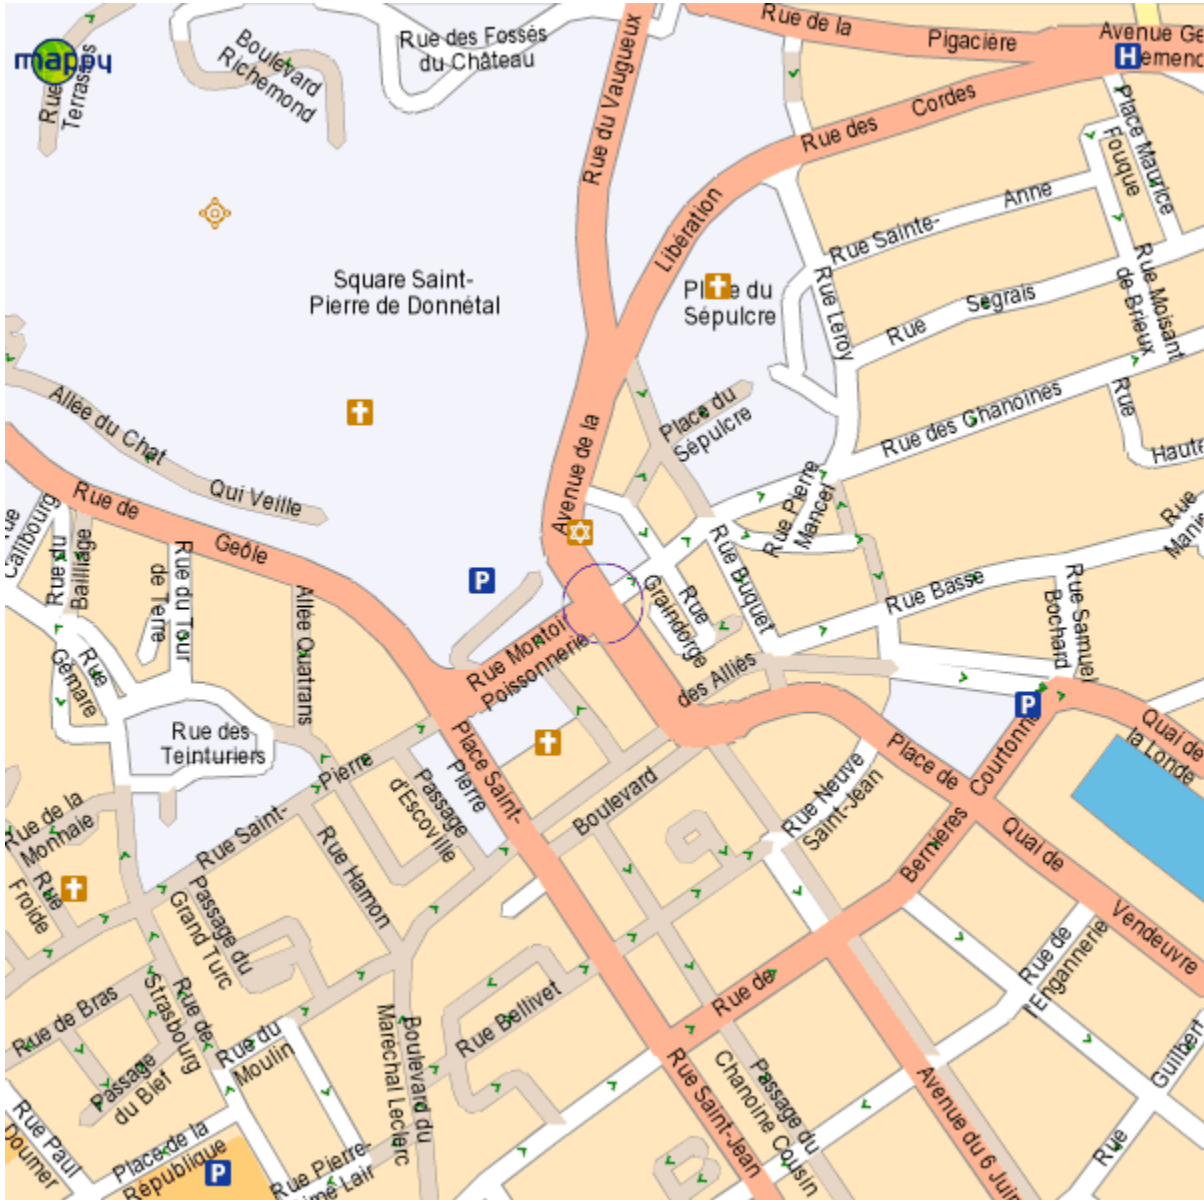 mappy
Rue
Terrasses
Boulevard
Richemond
Rue des Fossés
du Château
Rue du Vaugueux
Rue de la
Pigacière
Avenue Ge
H
emenc
Rue des
Cordes
Place Maurice
Fouque
Libération
Square Saint-
Pierre de Donnétal
Place du
Sépulcre
Rue Sainte-
Anne
Rue Leroy
Rue
Segrais
Rue Moisant
de Brieux
Allée du Chat
Qui Veille
Avenue de la
Place du
Sépulcre
Rue des Chanoines
Rue
Haute
Rue de
Geôle
Rue Pierre
Mancel
Rue
Manis
Rue
Calibourg
Rue du
Bailliage
Rue du Tour
de Terre
Allée Quatrans
P
Rue Montoir
Poissonnerie
Rue
Graindorge
Rue Buquet
Rue Basse
Rue Samuel
Bochard
Rue
Gémare
des Alliés
P
Rue des
Teinturiers
Place Saint-
Pierre
Place de
Courtonne
Quai de
la Londe
Rue de la
Monnaie
Rue Saint-
Pierre
Passage
d'Escoville
Boulevard
Rue Neuve
Saint-Jean
Rue
Froide
Passage du
Grand Turc
Rue Hamon
Bernières
Quai de
Vendeuvre
Rue de Bras
Rue de
Strasbourg
Rue du
Moulin
Boulevard du
Maréchal Leclerc
Rue Bellivet
Rue de
Rue de
l'Engannerie
Passage
du Bief
Rue Saint-Jean
Passage du
Chanoine Cousin
Avenue du 6 Juin
Guilbert
Rue
Rue Paul
Doumer
Place de la
République
P
Rue Pierre-
Aimé Lair